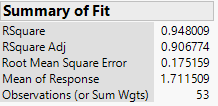 Summary of Fit
RSquare 0.948009
RSquare Adj 0.906774
Root Mean Square Error 0.175159
Mean of Response 1.711509
Observations (or Sum Wgts) 53